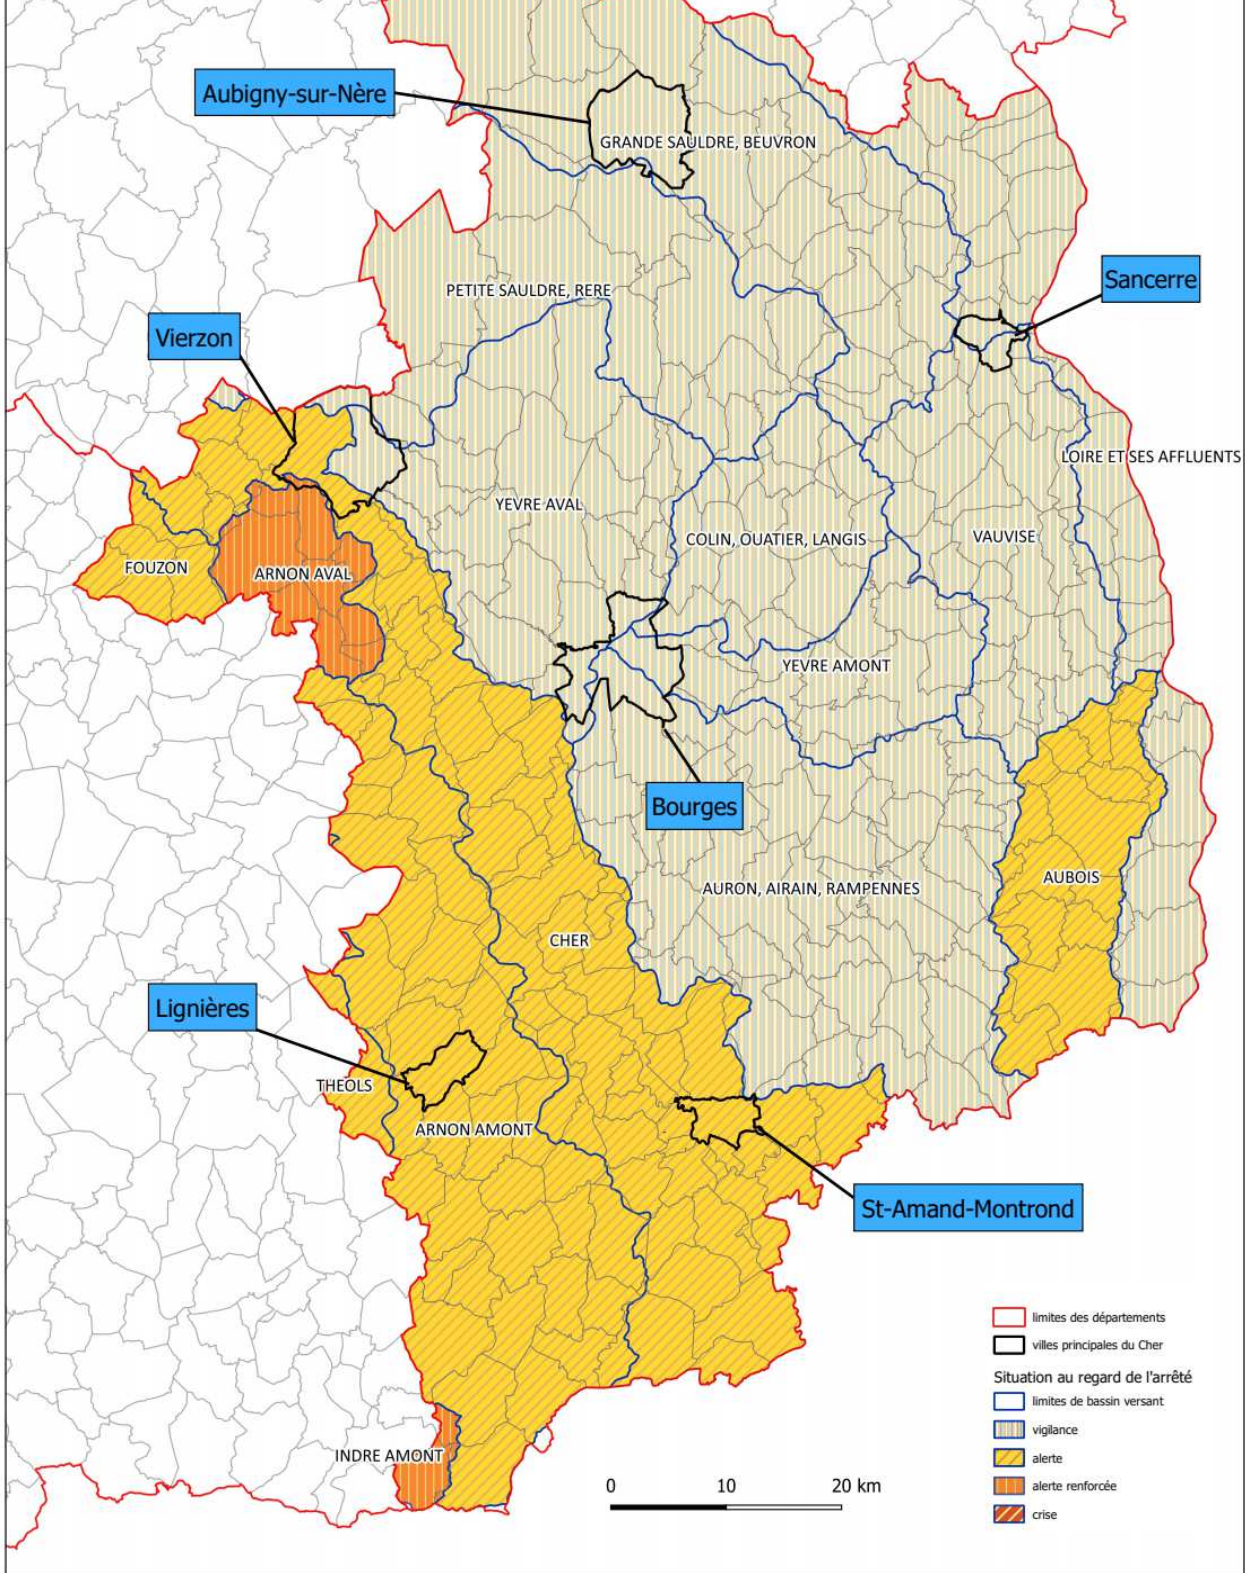 Aubigny-sur-Nère
GRANDE SAULDRE, BEUVRON
Sancerre
PETITE SAULDRE, RERE
Vierzon
LOIRE ET SES AFFLUENTS
YEVRE AVAL
COLIN, OUATIER, LANGIS
VAUVISE
FOUZON
ARNON AVAL
YEVRE AMONT
Bourges
AUBOIS
AURON, AIRAIN, RAMPENNES
CHER
Lignières
THEOLS
ARNON AMONT
St-Amand-Montrond
limites des départements
villes principales du Cher
Situation au regard de l'arrêté
limites de bassin versant
vigilance
alerte
alerte renforcée
crise
INDRE AMONT
0 10 20 km